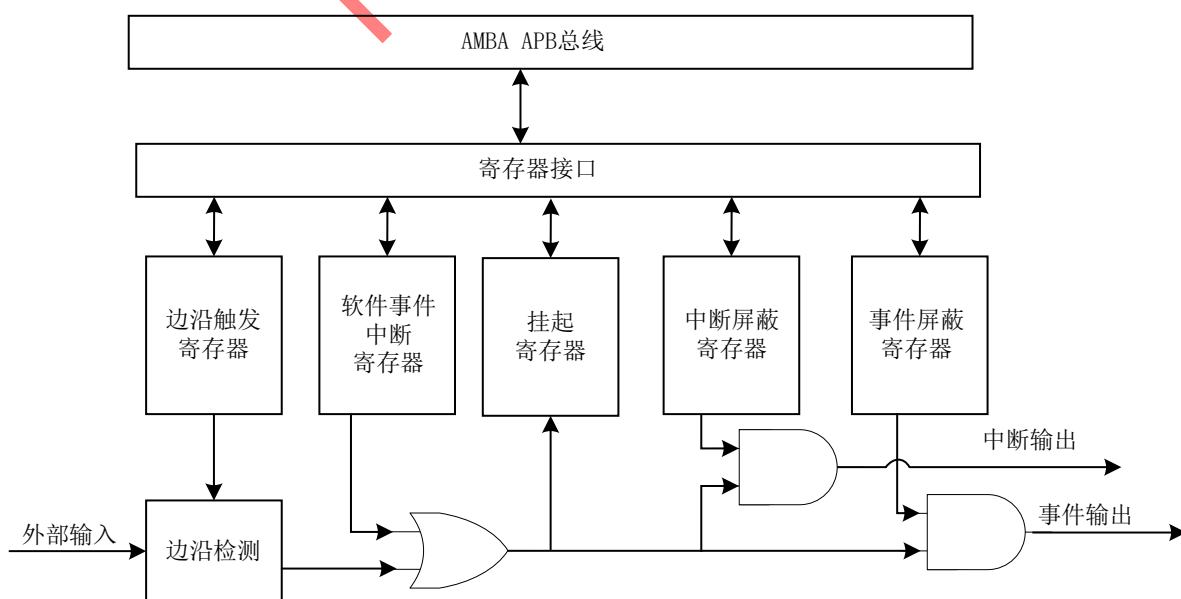 AMBA APB总线
寄存器接口
边沿触发
寄存器
软件事件
中断
寄存器
挂起
寄存器
中断屏蔽
寄存器
事件屏蔽
寄存器
中断输出
外部输入
边沿检测
事件输出